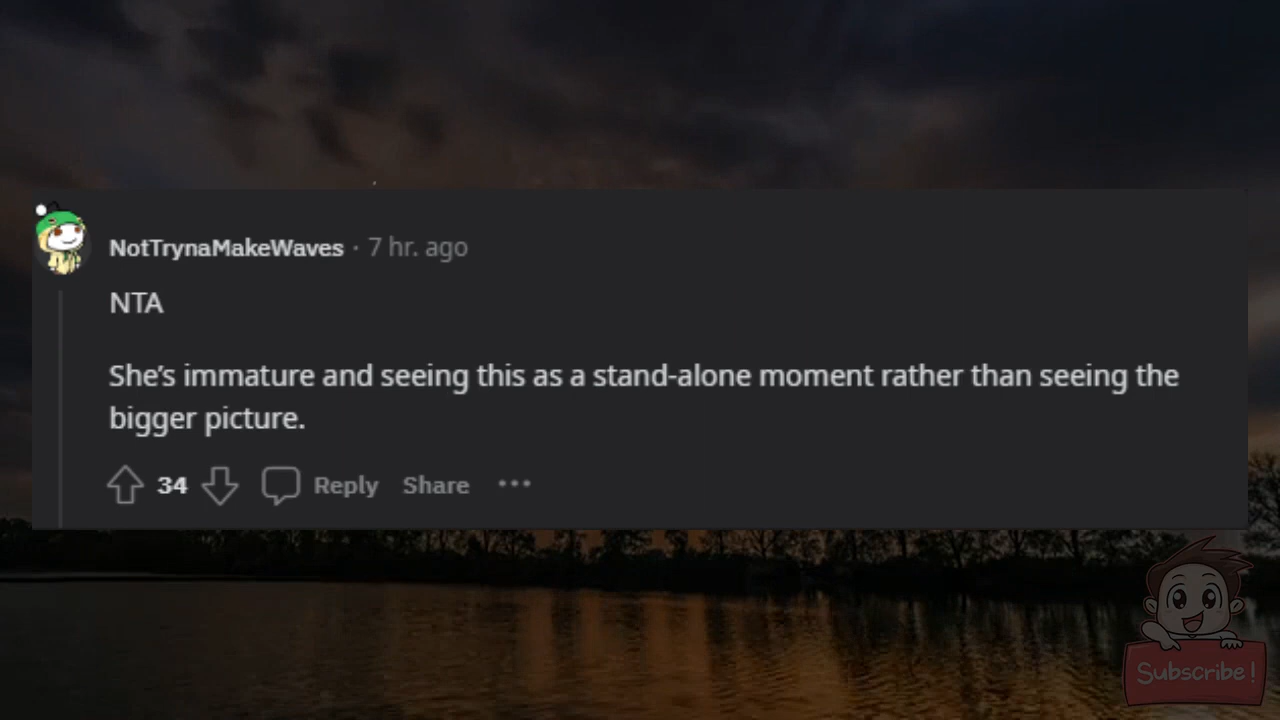 NotTrynaMakeWaves · 7 hr. ago
NTA
She's immature and seeing this as a stand-alone moment rather than seeing the
bigger picture.
34 Reply Share ...
Subscribe!